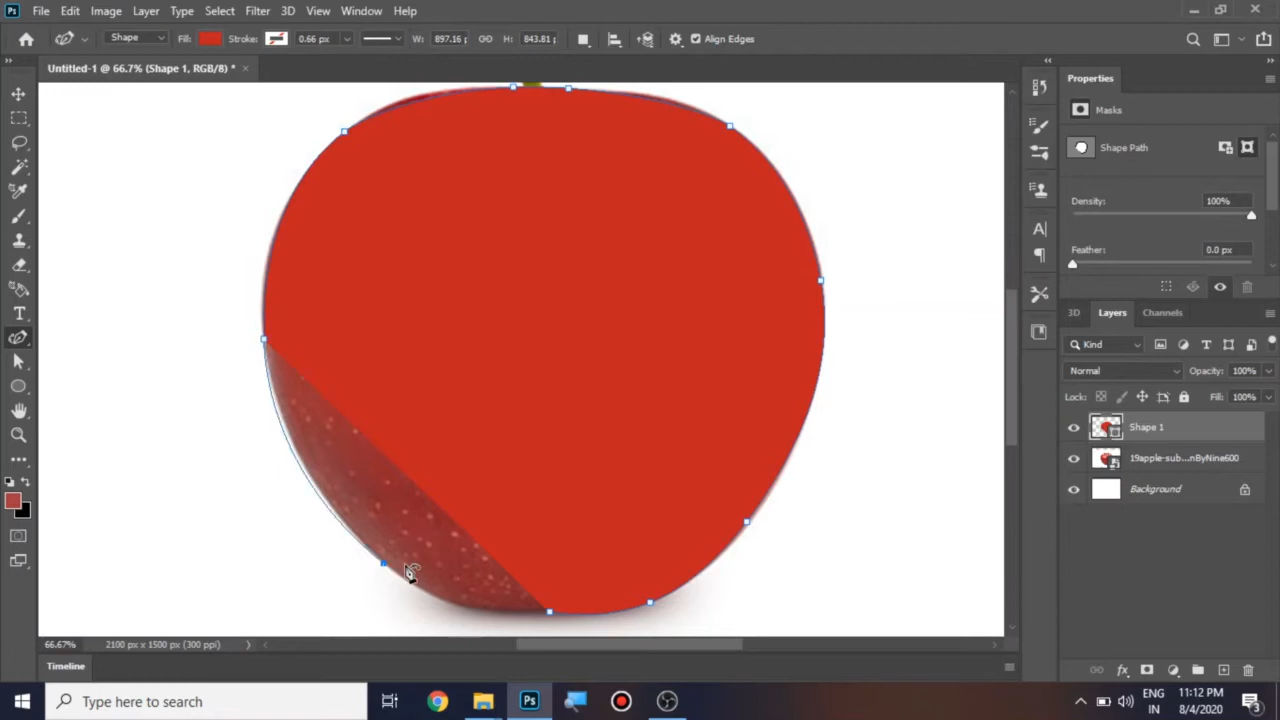 Ps File Edit Image Layer Type Select Filter 3D View Window Help
Shape Fill: Stroke: 0.66 px W: 897.16 H: 843.81 Align Edges
Untitled-1 @ 66.7% (Shape 1, RGB/8) *
Properties
Masks
Shape Path
Density: 100%
Feather: 0.0 px
3D Layers Channels
Kind
Normal Opacity: 100%
Lock: Fill: 100%
Shape 1
19apple-sub...nByNine600
Background
66.67% 2100 px x 1500 px (300 ppi)
Timeline
Type here to search
Ps
ENG
IN
11:12 PM
8/4/2020
3